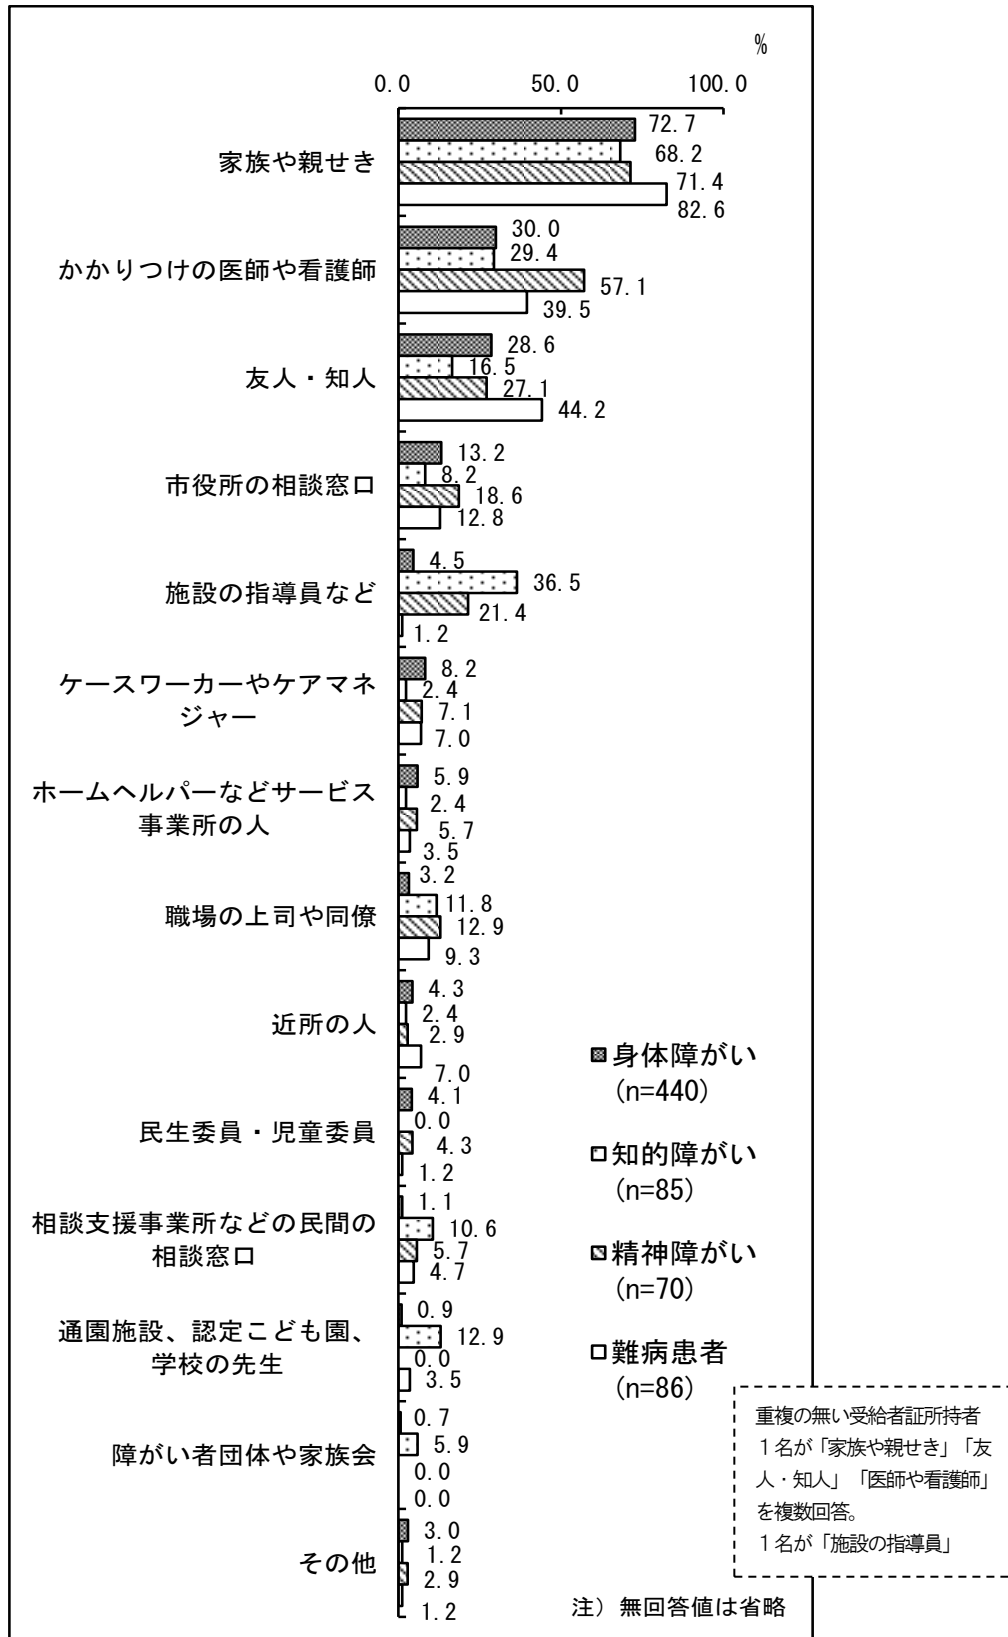 %
0.0 50.0 100.0
家族や親せき
72.7
68.2
71.4
82.6
かかりつけの医師や看護師
30.0
29.4
57.1
39.5
友人・知人
28.6
16.5
27.1
44.2
市役所の相談窓口
13.2
8.2
18.6
12.8
施設の指導員など
4.5
36.5
21.4
1.2
ケースワーカーやケアマネ
ジャー
8.2
2.4
7.1
7.0
ホームヘルパーなどサービス
事業所の人
5.9
2.4
5.7
3.5
職場の上司や同僚
3.2
11.8
12.9
9.3
近所の人
4.3
2.4
2.9
7.0
民生委員・児童委員
4.1
0.0
4.3
1.2
相談支援事業所などの民間の
相談窓口
1.1
10.6
5.7
4.7
通園施設、認定こども園、
学校の先生
0.9
12.9
0.0
3.5
障がい者団体や家族会
0.7
5.9
0.0
0.0
その他
3.0
1.2
2.9
1.2
身体障がい
(n=440)
知的障がい
(n=85)
精神障がい
(n=70)
難病患者
(n=86)
注）無回答値は省略
重複の無い受給者証所持者
１名が「家族や親せき」「友
人・知人」「医師や看護師」
を複数回答。
１名が「施設の指導員」